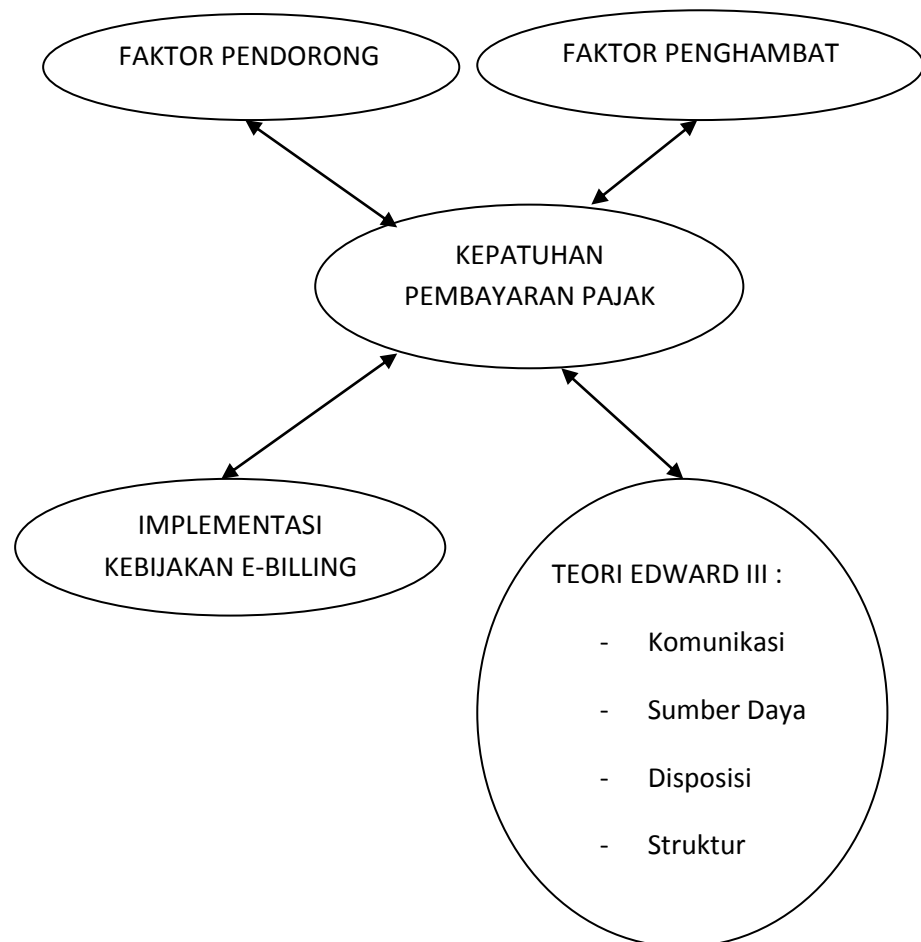 FAKTOR PENDORONG
FAKTOR PENGHAMBAT
KEPATUHAN
PEMBAYARAN PAJAK
IMPLEMENTASI
KEBIJAKAN E-BILLING
TEORI EDWARD III :
- Komunikasi
- Sumber Daya
- Disposisi
- Struktur